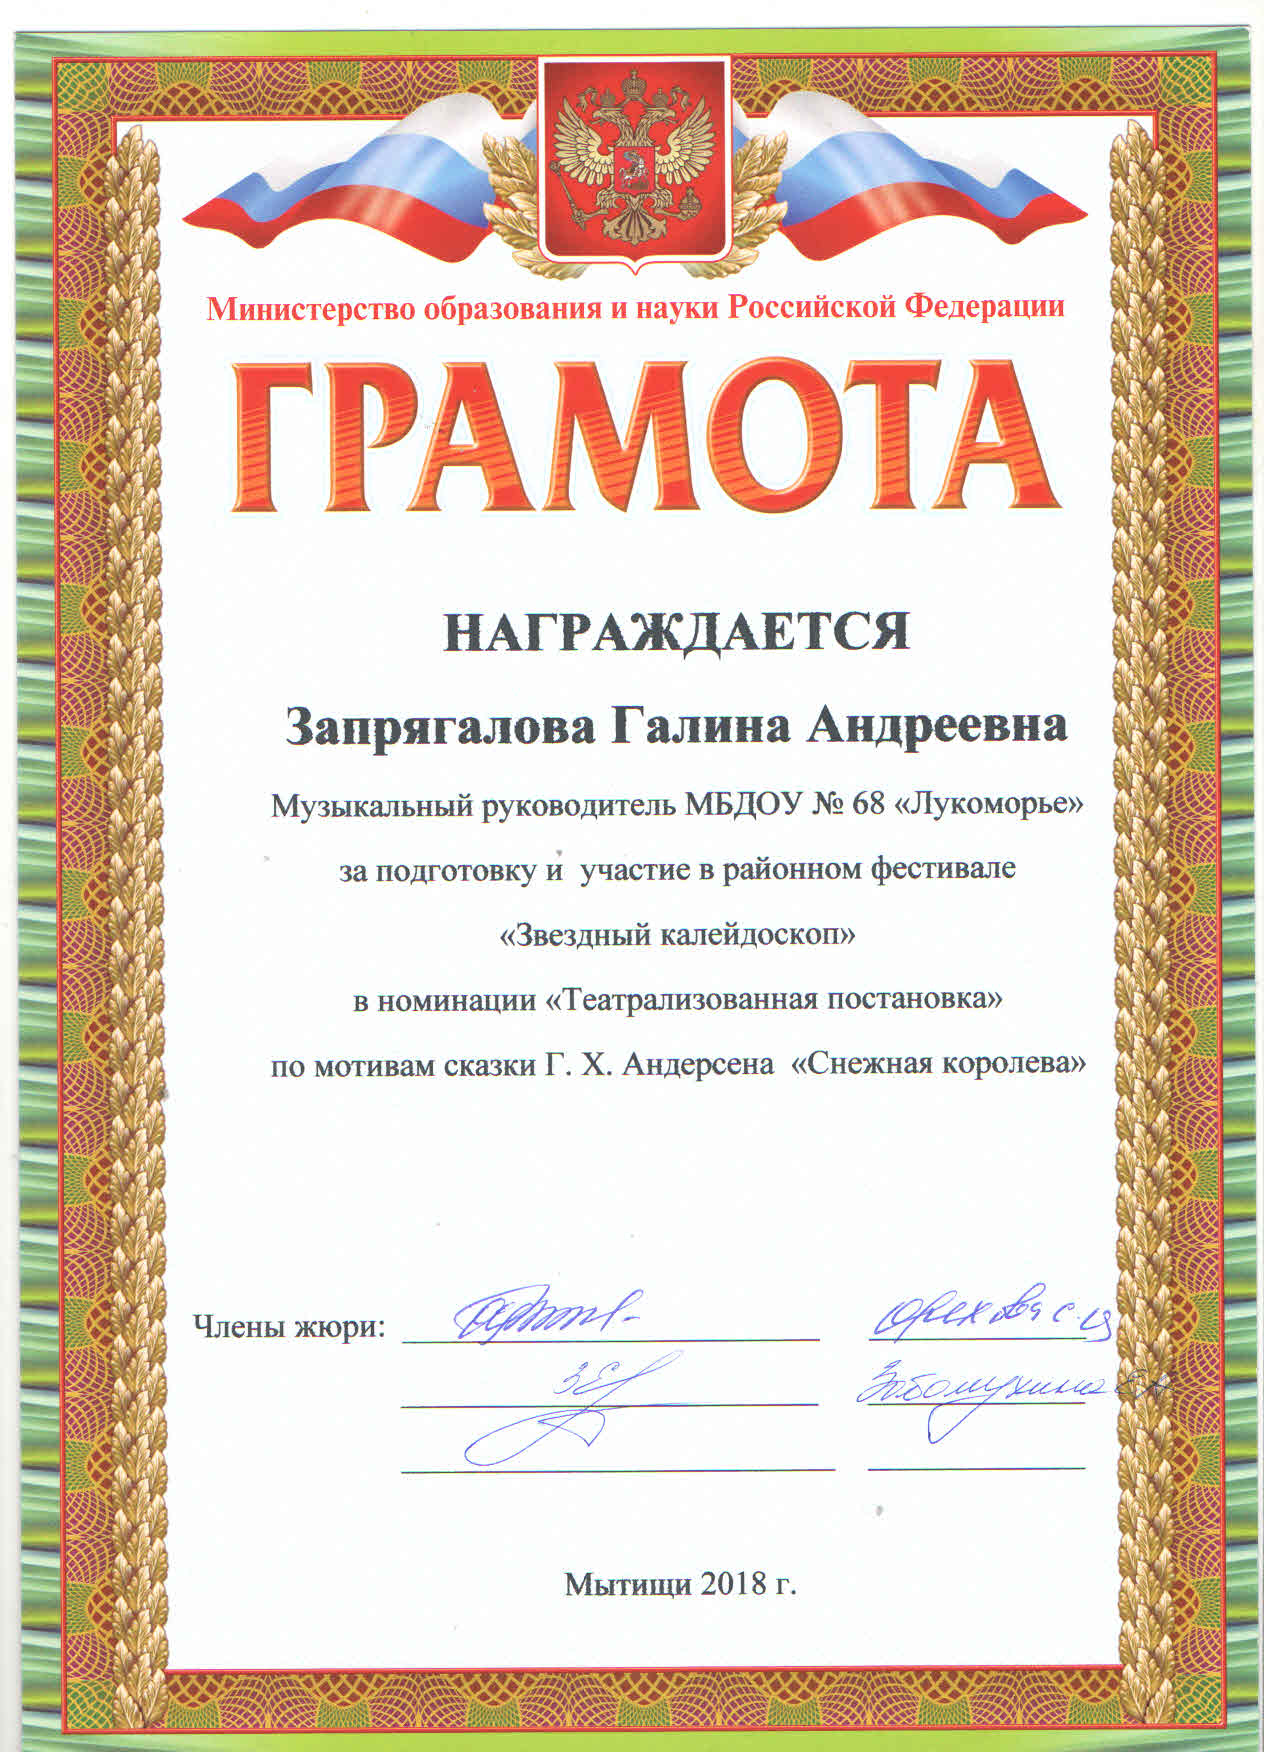 Министерство образования и науки Российской Федерации
ГРАМОТА
НАГРАЖДАЕТСЯ
Запрягалова Галина Андреевна
Музыкальный руководитель МБДОУ № 68 «Лукоморье»
за подготовку и участие в районном фестивале
«Звездный калейдоскоп»
в номинации «Театрализованная постановка»
по мотивам сказки Г. Х. Андерсена «Снежная королева»
Члены жюри: Орехова С.
Мытищи 2018 г.